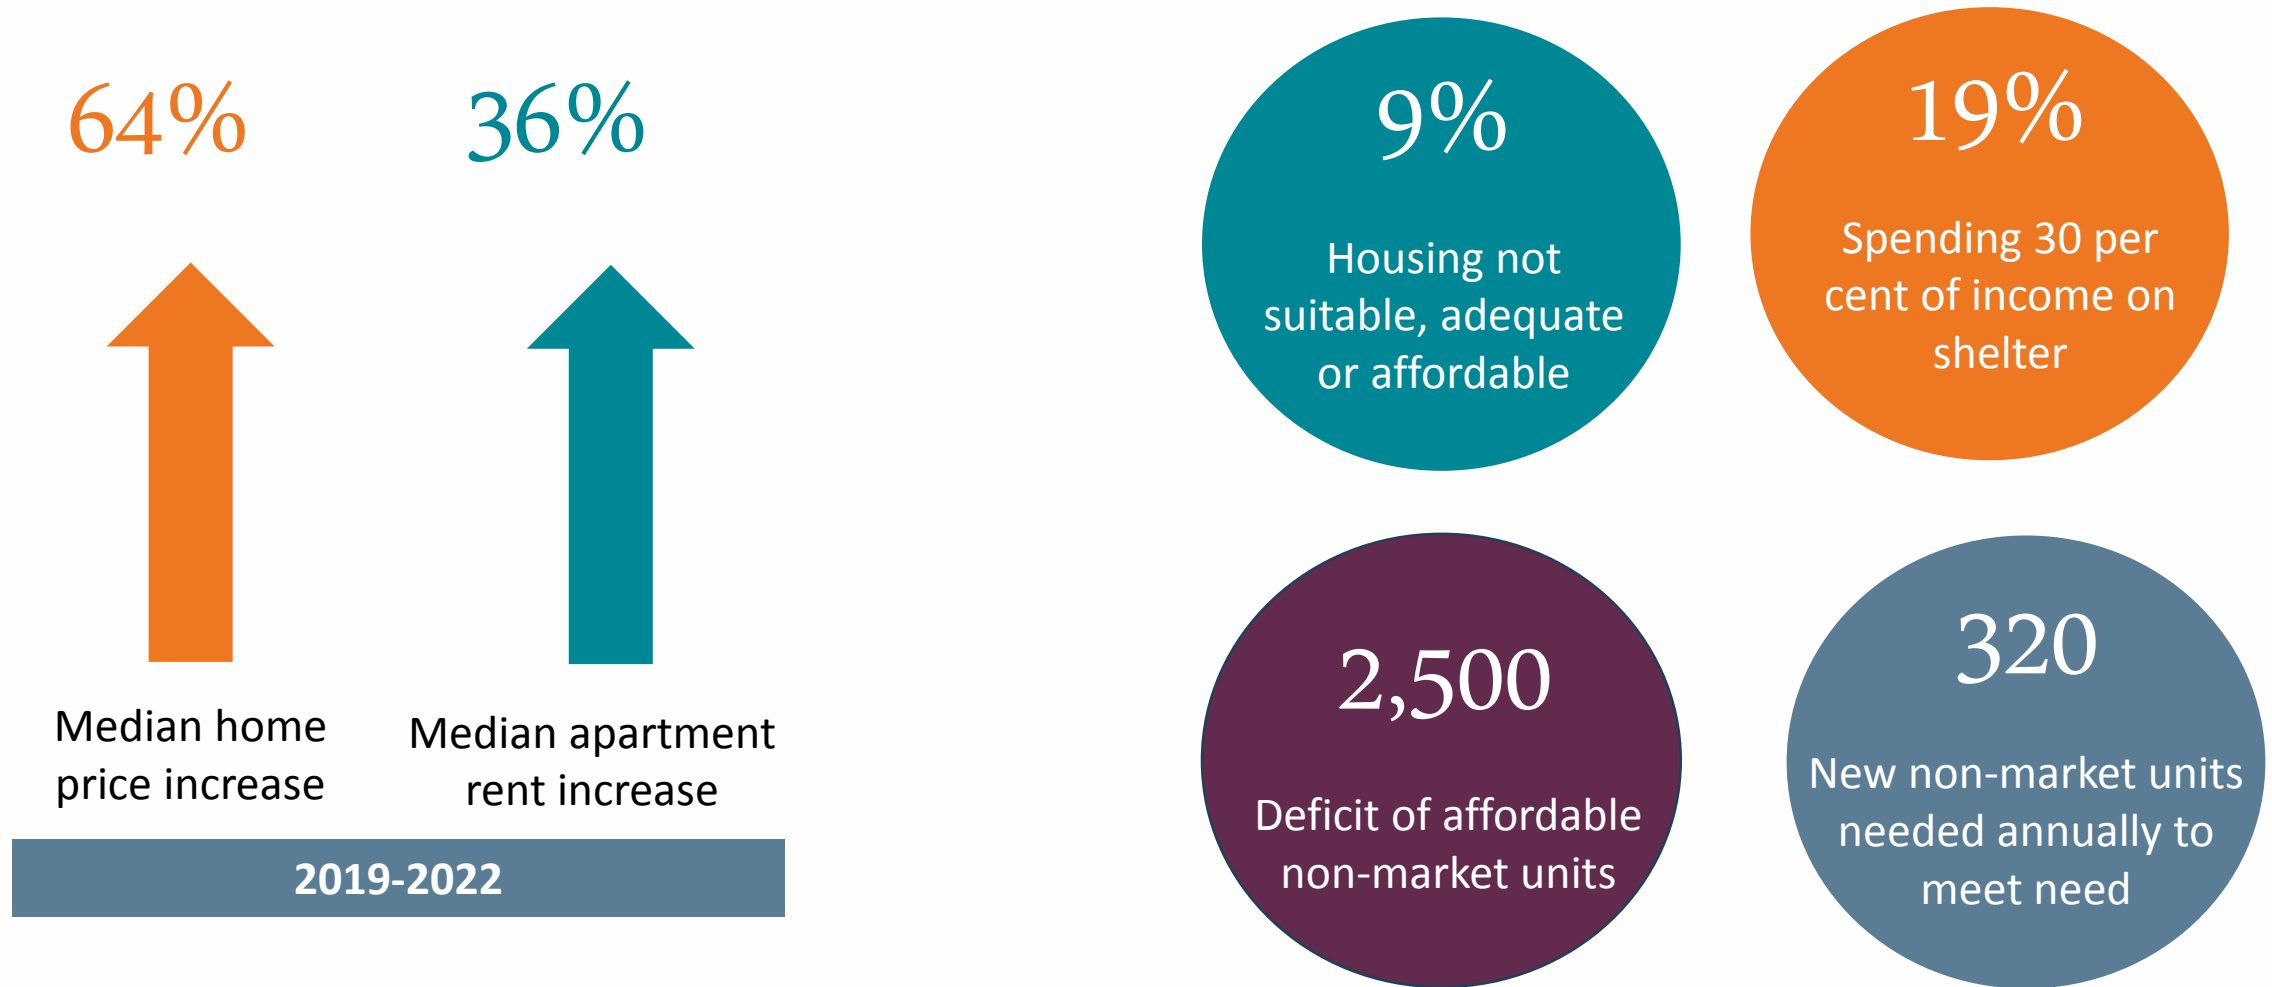 64%
Median home
price increase
36%
Median apartment
rent increase
2019-2022
9%
Housing not
suitable, adequate
or affordable
19%
Spending 30 per
cent of income on
shelter
2,500
Deficit of affordable
non-market units
320
New non-market units
needed annually to
meet need